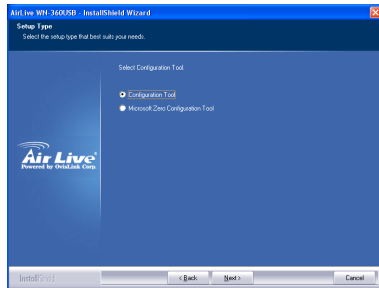 AirLive WN-360USB - InstallShield Wizard
Setup Type
Select the setup type that best suits your needs.
Select Configuration Tool.
Configuration Tool
Microsoft Zero Configuration Tool
Air Live
Powered by OvisLink Corp.
InstallShield
< Back
Next >
Cancel